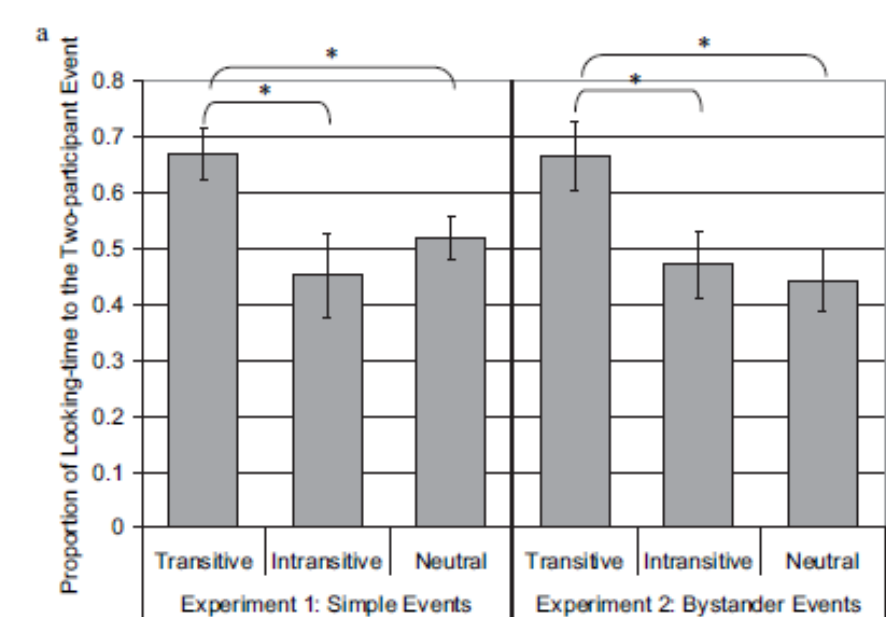 a
Proportion of Looking-time to the Two-participant Event
* *
* *
0.8
0.7
0.6
0.5
0.4
0.3
0.2
0.1
0
Transitive Intransitive Neutral Transitive Intransitive Neutral
Experiment 1: Simple Events Experiment 2: Bystander Events